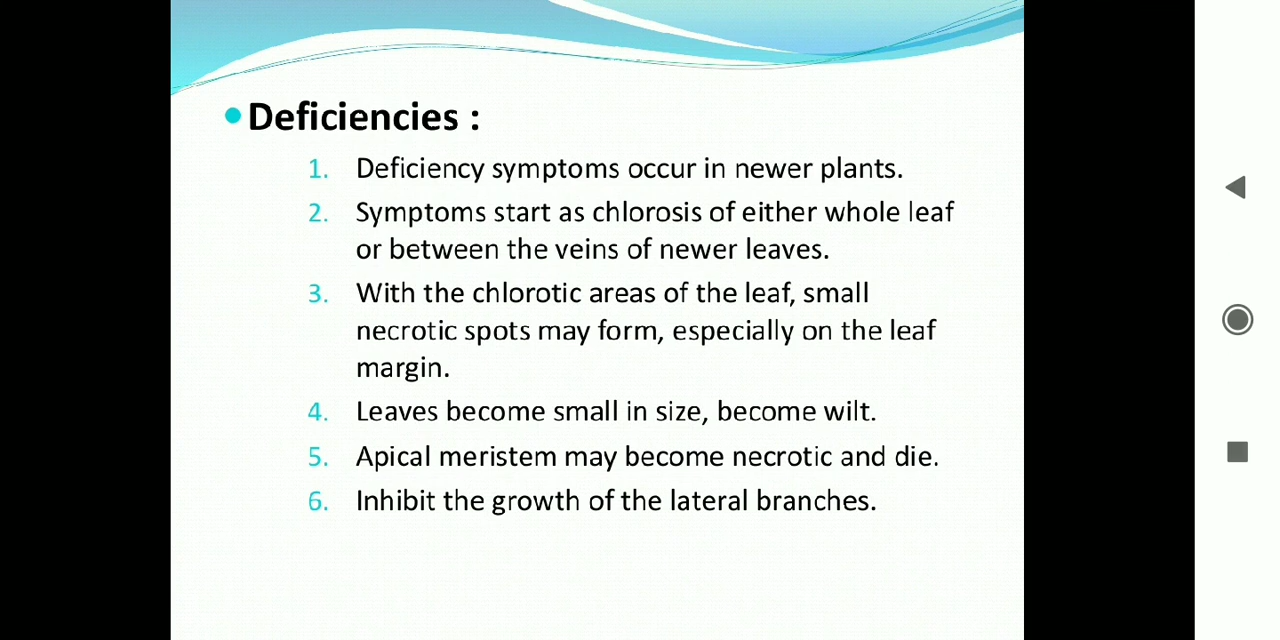 • Deficiencies :
1. Deficiency symptoms occur in newer plants.
2. Symptoms start as chlorosis of either whole leaf
or between the veins of newer leaves.
3. With the chlorotic areas of the leaf, small
necrotic spots may form, especially on the leaf
margin.
4. Leaves become small in size, become wilt.
5. Apical meristem may become necrotic and die.
6. Inhibit the growth of the lateral branches.